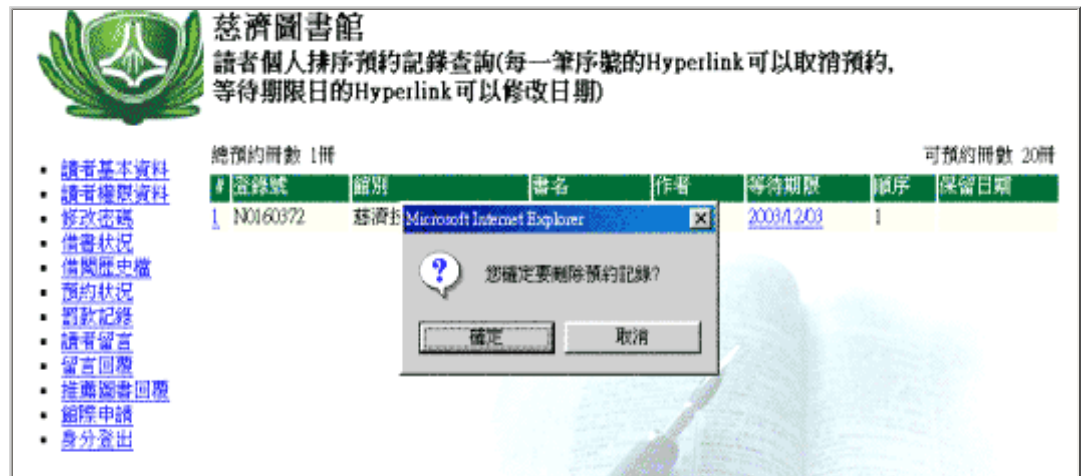 慈濟圖書館
讀者個人排序預約記錄查詢(每一筆序號的Hyperlink可以取消預約,
等待期限日的Hyperlink可以修改日期)
總預約冊數 1冊
可預約冊數 20冊
# 登錄號 館別 書名 作者 等待期限 順序 保留日期
1 N0160372 慈濟 2003/12/03 1
Microsoft Internet Explorer
您確定要刪除預約記錄?
確定 取消
讀者基本資料
讀者權限資料
修改密碼
借書狀況
借閱歷史檔
預約狀況
罰款記錄
讀者留言
留言回覆
推薦圖書回覆
館際申請
身分登出